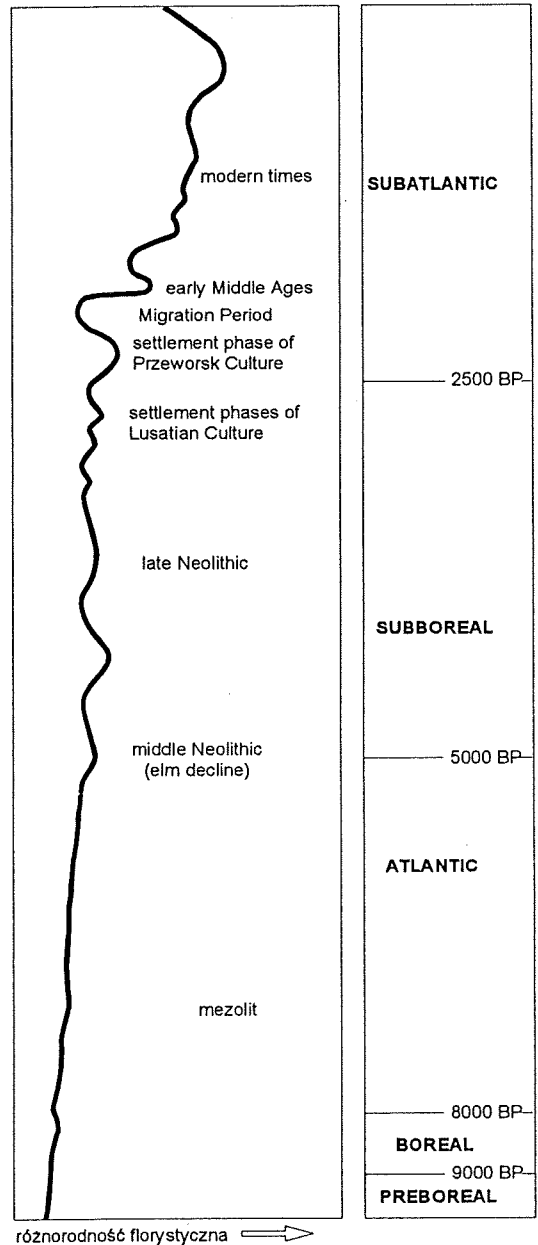 modern times
early Middle Ages
Migration Period
settlement phase of
Przeworsk Culture
settlement phases of
Lusatian Culture
late Neolithic
middle Neolithic
(elm decline)
mezolit
różnorodność florystyczna
SUBATLANTIC
2500 BP
SUBBOREAL
5000 BP
ATLANTIC
8000 BP
BOREAL
9000 BP
PREBOREAL